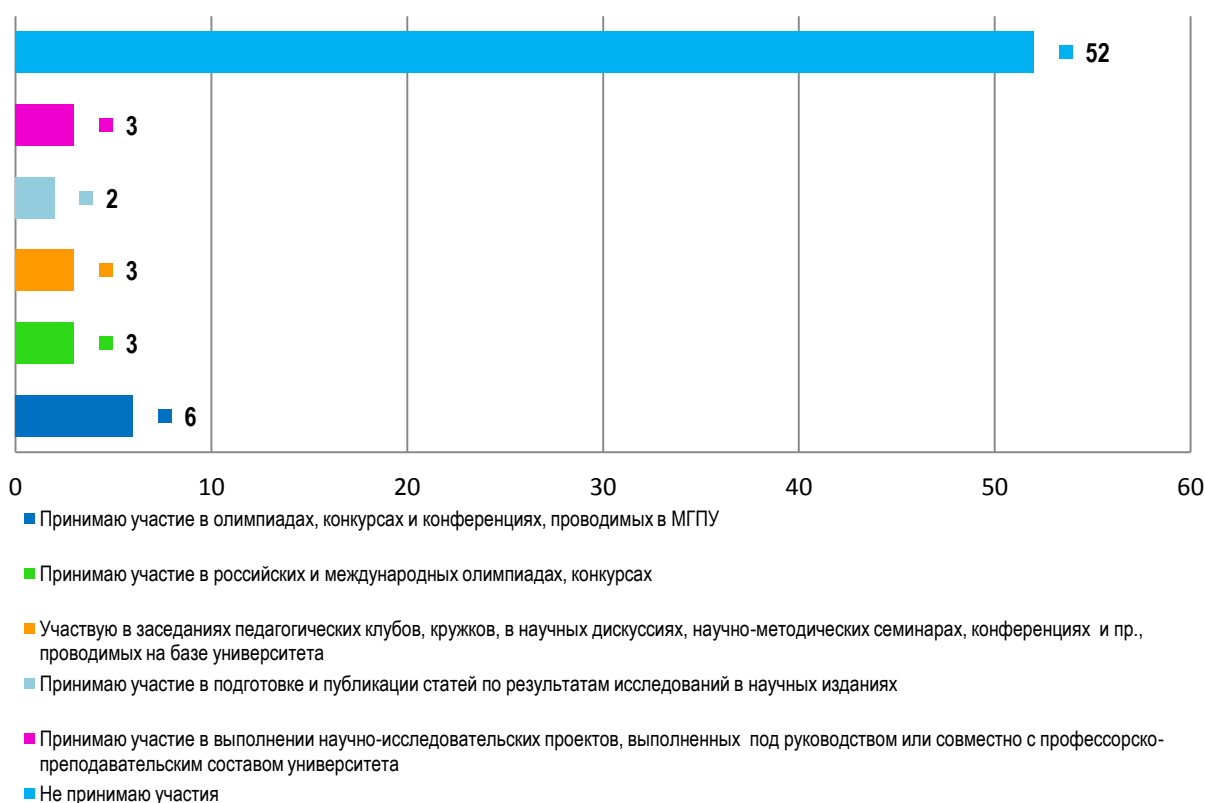 52
3
2
3
3
6
0 10 20 30 40 50 60
Принимаю участие в олимпиадах, конкурсах и конференциях, проводимых в МГПУ
Принимаю участие в российских и международных олимпиадах, конкурсах
Участвую в заседаниях педагогических клубов, кружков, в научных дискуссиях, научно-методических семинарах, конференциях и пр.,
проводимых на базе университета
Принимаю участие в подготовке и публикации статей по результатам исследований в научных изданиях
Принимаю участие в выполнении научно-исследовательских проектов, выполненных под руководством или совместно с профессорско-
преподавательским составом университета
Не принимаю участия